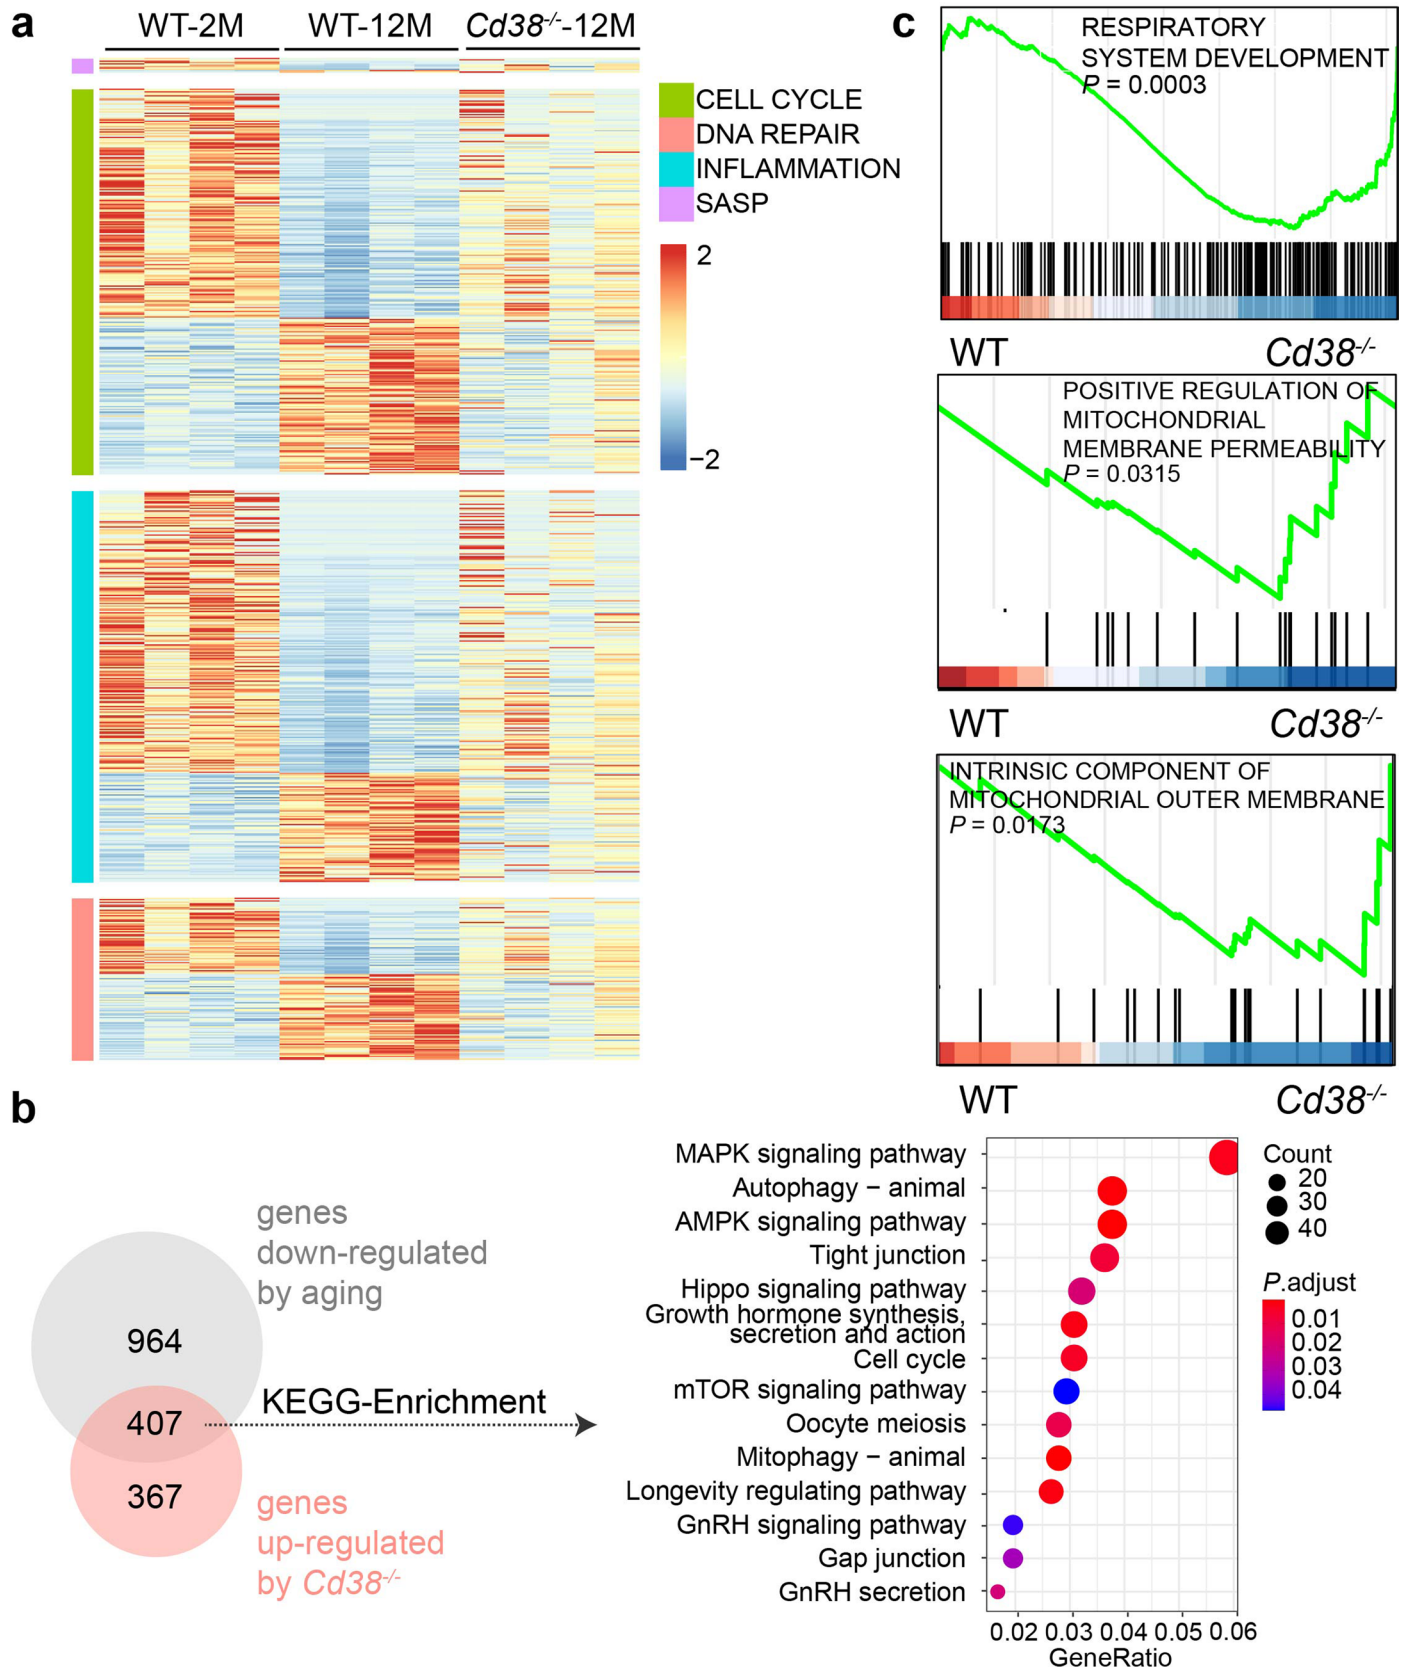 a
WT-2M
WT-12M
Cd38-/--12M
CELL CYCLE
DNA REPAIR
INFLAMMATION
SASP
2
−2
c
RESPIRATORY
SYSTEM DEVELOPMENT
P = 0.0003
WT
Cd38-/-
POSITIVE REGULATION OF
MITOCHONDRIAL
MEMBRANE PERMEABILITY
P = 0.0315
WT
Cd38-/-
INTRINSIC COMPONENT OF
MITOCHONDRIAL OUTER MEMBRANE
P = 0.0173
WT
Cd38-/-
b
genes
down-regulated
by aging
964
407
367
KEGG-Enrichment
genes
up-regulated
by Cd38-/-
MAPK signaling pathway
Autophagy − animal
AMPK signaling pathway
Tight junction
Hippo signaling pathway
Growth hormone synthesis,
secretion and action
Cell cycle
mTOR signaling pathway
Oocyte meiosis
Mitophagy − animal
Longevity regulating pathway
GnRH signaling pathway
Gap junction
GnRH secretion
0.02 0.03 0.04 0.05 0.06
GeneRatio
Count
20
30
40
P.adjust
0.01
0.02
0.03
0.04